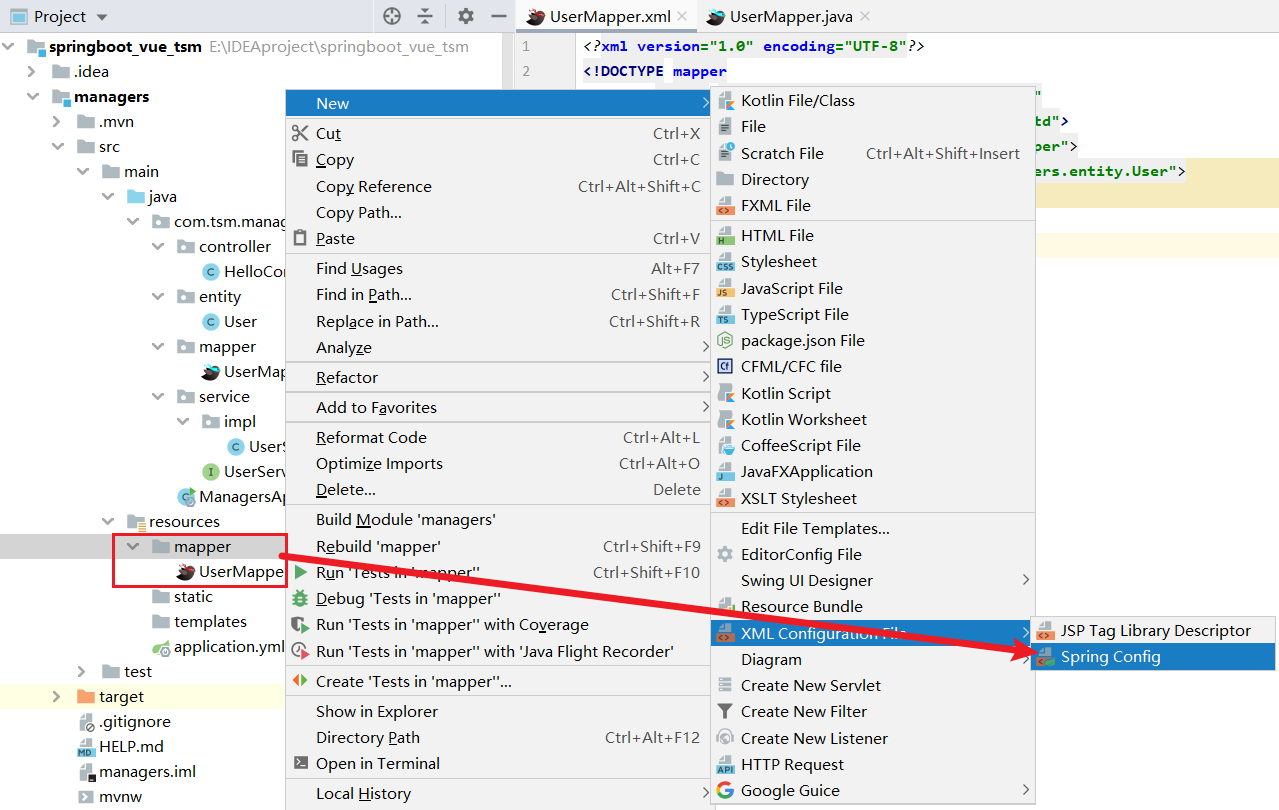 Project
UserMapper.xml
UserMapper.java
springboot_vue_tsm E:\IDEAproject\springboot_vue_tsm
.idea
managers
.mvn
src
main
java
com.tsm.manag
controller
HelloCon
entity
User
mapper
UserMap
service
impl
UserS
UserServ
ManagersAp
resources
mapper
UserMappe
static
templates
application.yml
test
target
.gitignore
HELP.md
managers.iml
mvnw
1 <?xml version="1.0" encoding="UTF-8"?>
2 <!DOCTYPE mapper
"
td">
per">
ers.entity.User">
New
Cut Ctrl+X
Copy Ctrl+C
Copy Reference Ctrl+Alt+Shift+C
Copy Path...
Paste Ctrl+V
Find Usages Alt+F7
Find in Path... Ctrl+Shift+F
Replace in Path... Ctrl+Shift+R
Analyze
Refactor
Add to Favorites
Reformat Code Ctrl+Alt+L
Optimize Imports Ctrl+Alt+O
Delete... Delete
Build Module 'managers'
Rebuild 'mapper' Ctrl+Shift+F9
Run 'Tests in 'mapper'' Ctrl+Shift+F10
Debug 'Tests in 'mapper''
Run 'Tests in 'mapper'' with Coverage
Run 'Tests in 'mapper'' with 'Java Flight Recorder'
Create 'Tests in 'mapper''...
Show in Explorer
Directory Path Ctrl+Alt+F12
Open in Terminal
Local History
Kotlin File/Class
File
Scratch File Ctrl+Alt+Shift+Insert
Directory
FXML File
HTML File
Stylesheet
JavaScript File
TypeScript File
package.json File
CFML/CFC file
Kotlin Script
Kotlin Worksheet
CoffeeScript File
JavaFXApplication
XSLT Stylesheet
Edit File Templates...
EditorConfig File
Swing UI Designer
Resource Bundle
XML Configuration File
Diagram
Create New Servlet
Create New Filter
Create New Listener
HTTP Request
Google Guice
JSP Tag Library Descriptor
Spring Config